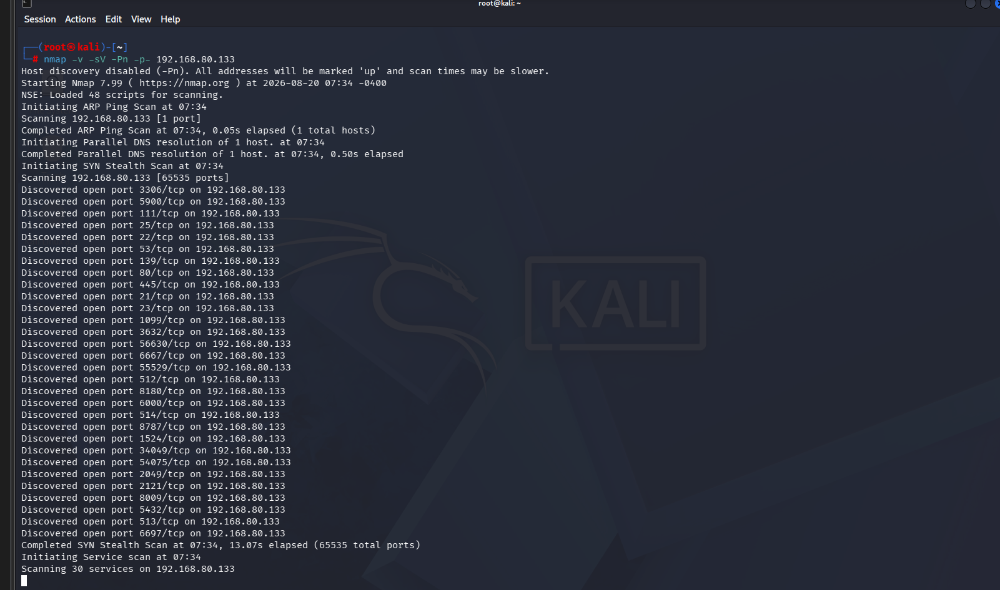 root@kali: ~
Session Actions Edit View Help
┌──(root㉿kali)-[~]
└─# nmap -v -sV -Pn -p- 192.168.80.133
Host discovery disabled (-Pn). All addresses will be marked 'up' and scan times may be slower.
Starting Nmap 7.99 ( https://nmap.org ) at 2026-08-20 07:34 -0400
NSE: Loaded 48 scripts for scanning.
Initiating ARP Ping Scan at 07:34
Scanning 192.168.80.133 [1 port]
Completed ARP Ping Scan at 07:34, 0.05s elapsed (1 total hosts)
Initiating Parallel DNS resolution of 1 host. at 07:34
Completed Parallel DNS resolution of 1 host. at 07:34, 0.50s elapsed
Initiating SYN Stealth Scan at 07:34
Scanning 192.168.80.133 [65535 ports]
Discovered open port 3306/tcp on 192.168.80.133
Discovered open port 5900/tcp on 192.168.80.133
Discovered open port 111/tcp on 192.168.80.133
Discovered open port 25/tcp on 192.168.80.133
Discovered open port 22/tcp on 192.168.80.133
Discovered open port 53/tcp on 192.168.80.133
Discovered open port 139/tcp on 192.168.80.133
Discovered open port 80/tcp on 192.168.80.133
Discovered open port 445/tcp on 192.168.80.133
Discovered open port 21/tcp on 192.168.80.133
Discovered open port 23/tcp on 192.168.80.133
Discovered open port 1099/tcp on 192.168.80.133
Discovered open port 3632/tcp on 192.168.80.133
Discovered open port 56630/tcp on 192.168.80.133
Discovered open port 6667/tcp on 192.168.80.133
Discovered open port 55529/tcp on 192.168.80.133
Discovered open port 512/tcp on 192.168.80.133
Discovered open port 8180/tcp on 192.168.80.133
Discovered open port 6000/tcp on 192.168.80.133
Discovered open port 514/tcp on 192.168.80.133
Discovered open port 8787/tcp on 192.168.80.133
Discovered open port 1524/tcp on 192.168.80.133
Discovered open port 34049/tcp on 192.168.80.133
Discovered open port 54075/tcp on 192.168.80.133
Discovered open port 2049/tcp on 192.168.80.133
Discovered open port 2121/tcp on 192.168.80.133
Discovered open port 8009/tcp on 192.168.80.133
Discovered open port 5432/tcp on 192.168.80.133
Discovered open port 513/tcp on 192.168.80.133
Discovered open port 6697/tcp on 192.168.80.133
Completed SYN Stealth Scan at 07:34, 13.07s elapsed (65535 total ports)
Initiating Service scan at 07:34
Scanning 30 services on 192.168.80.133
KALI